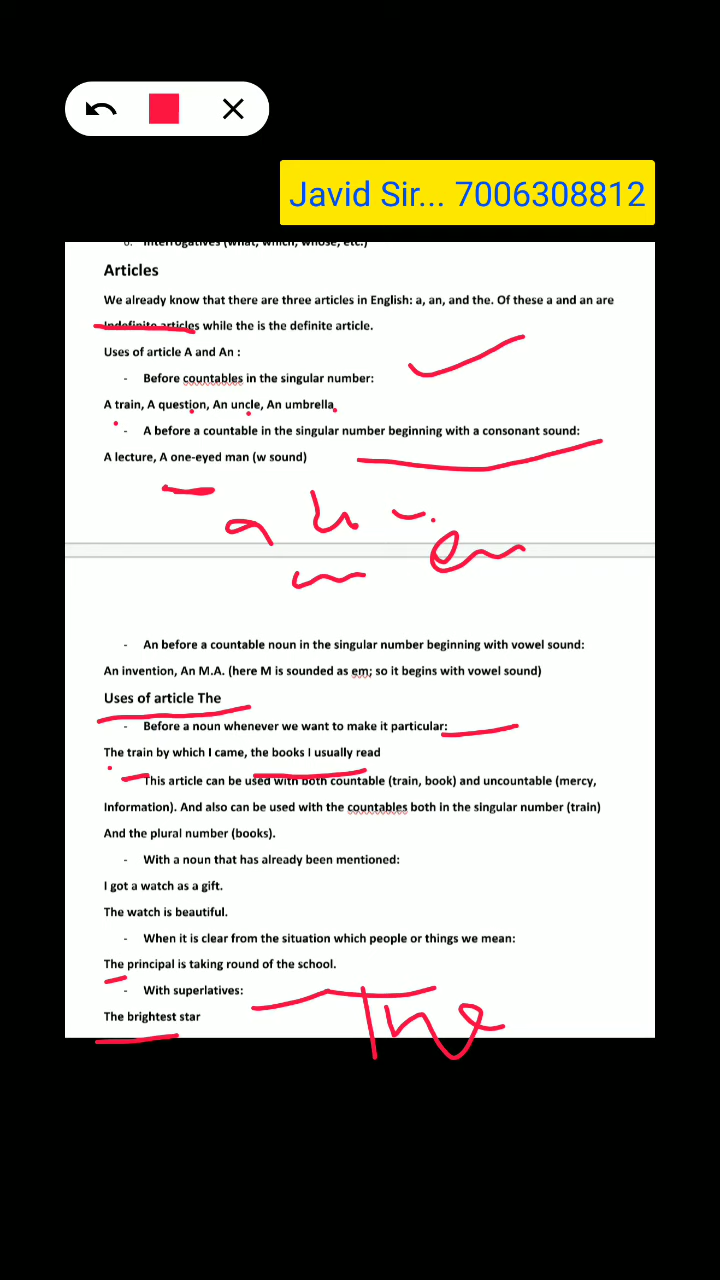 Javid Sir... 7006308812
6. Interrogatives (what, which, whose, etc.)
Articles
We already know that there are three articles in English: a, an, and the. Of these a and an are
Indefinite articles while the is the definite article.
Uses of article A and An :
- Before countables in the singular number:
A train, A question, An uncle, An umbrella
- A before a countable in the singular number beginning with a consonant sound:
A lecture, A one-eyed man (w sound)
a
- An before a countable noun in the singular number beginning with vowel sound:
An invention, An M.A. (here M is sounded as em; so it begins with vowel sound)
Uses of article The
- Before a noun whenever we want to make it particular:
The train by which I came, the books I usually read
This article can be used with both countable (train, book) and uncountable (mercy,
Information). And also can be used with the countables both in the singular number (train)
And the plural number (books).
- With a noun that has already been mentioned:
I got a watch as a gift.
The watch is beautiful.
- When it is clear from the situation which people or things we mean:
The principal is taking round of the school.
- With superlatives:
The brightest star
The